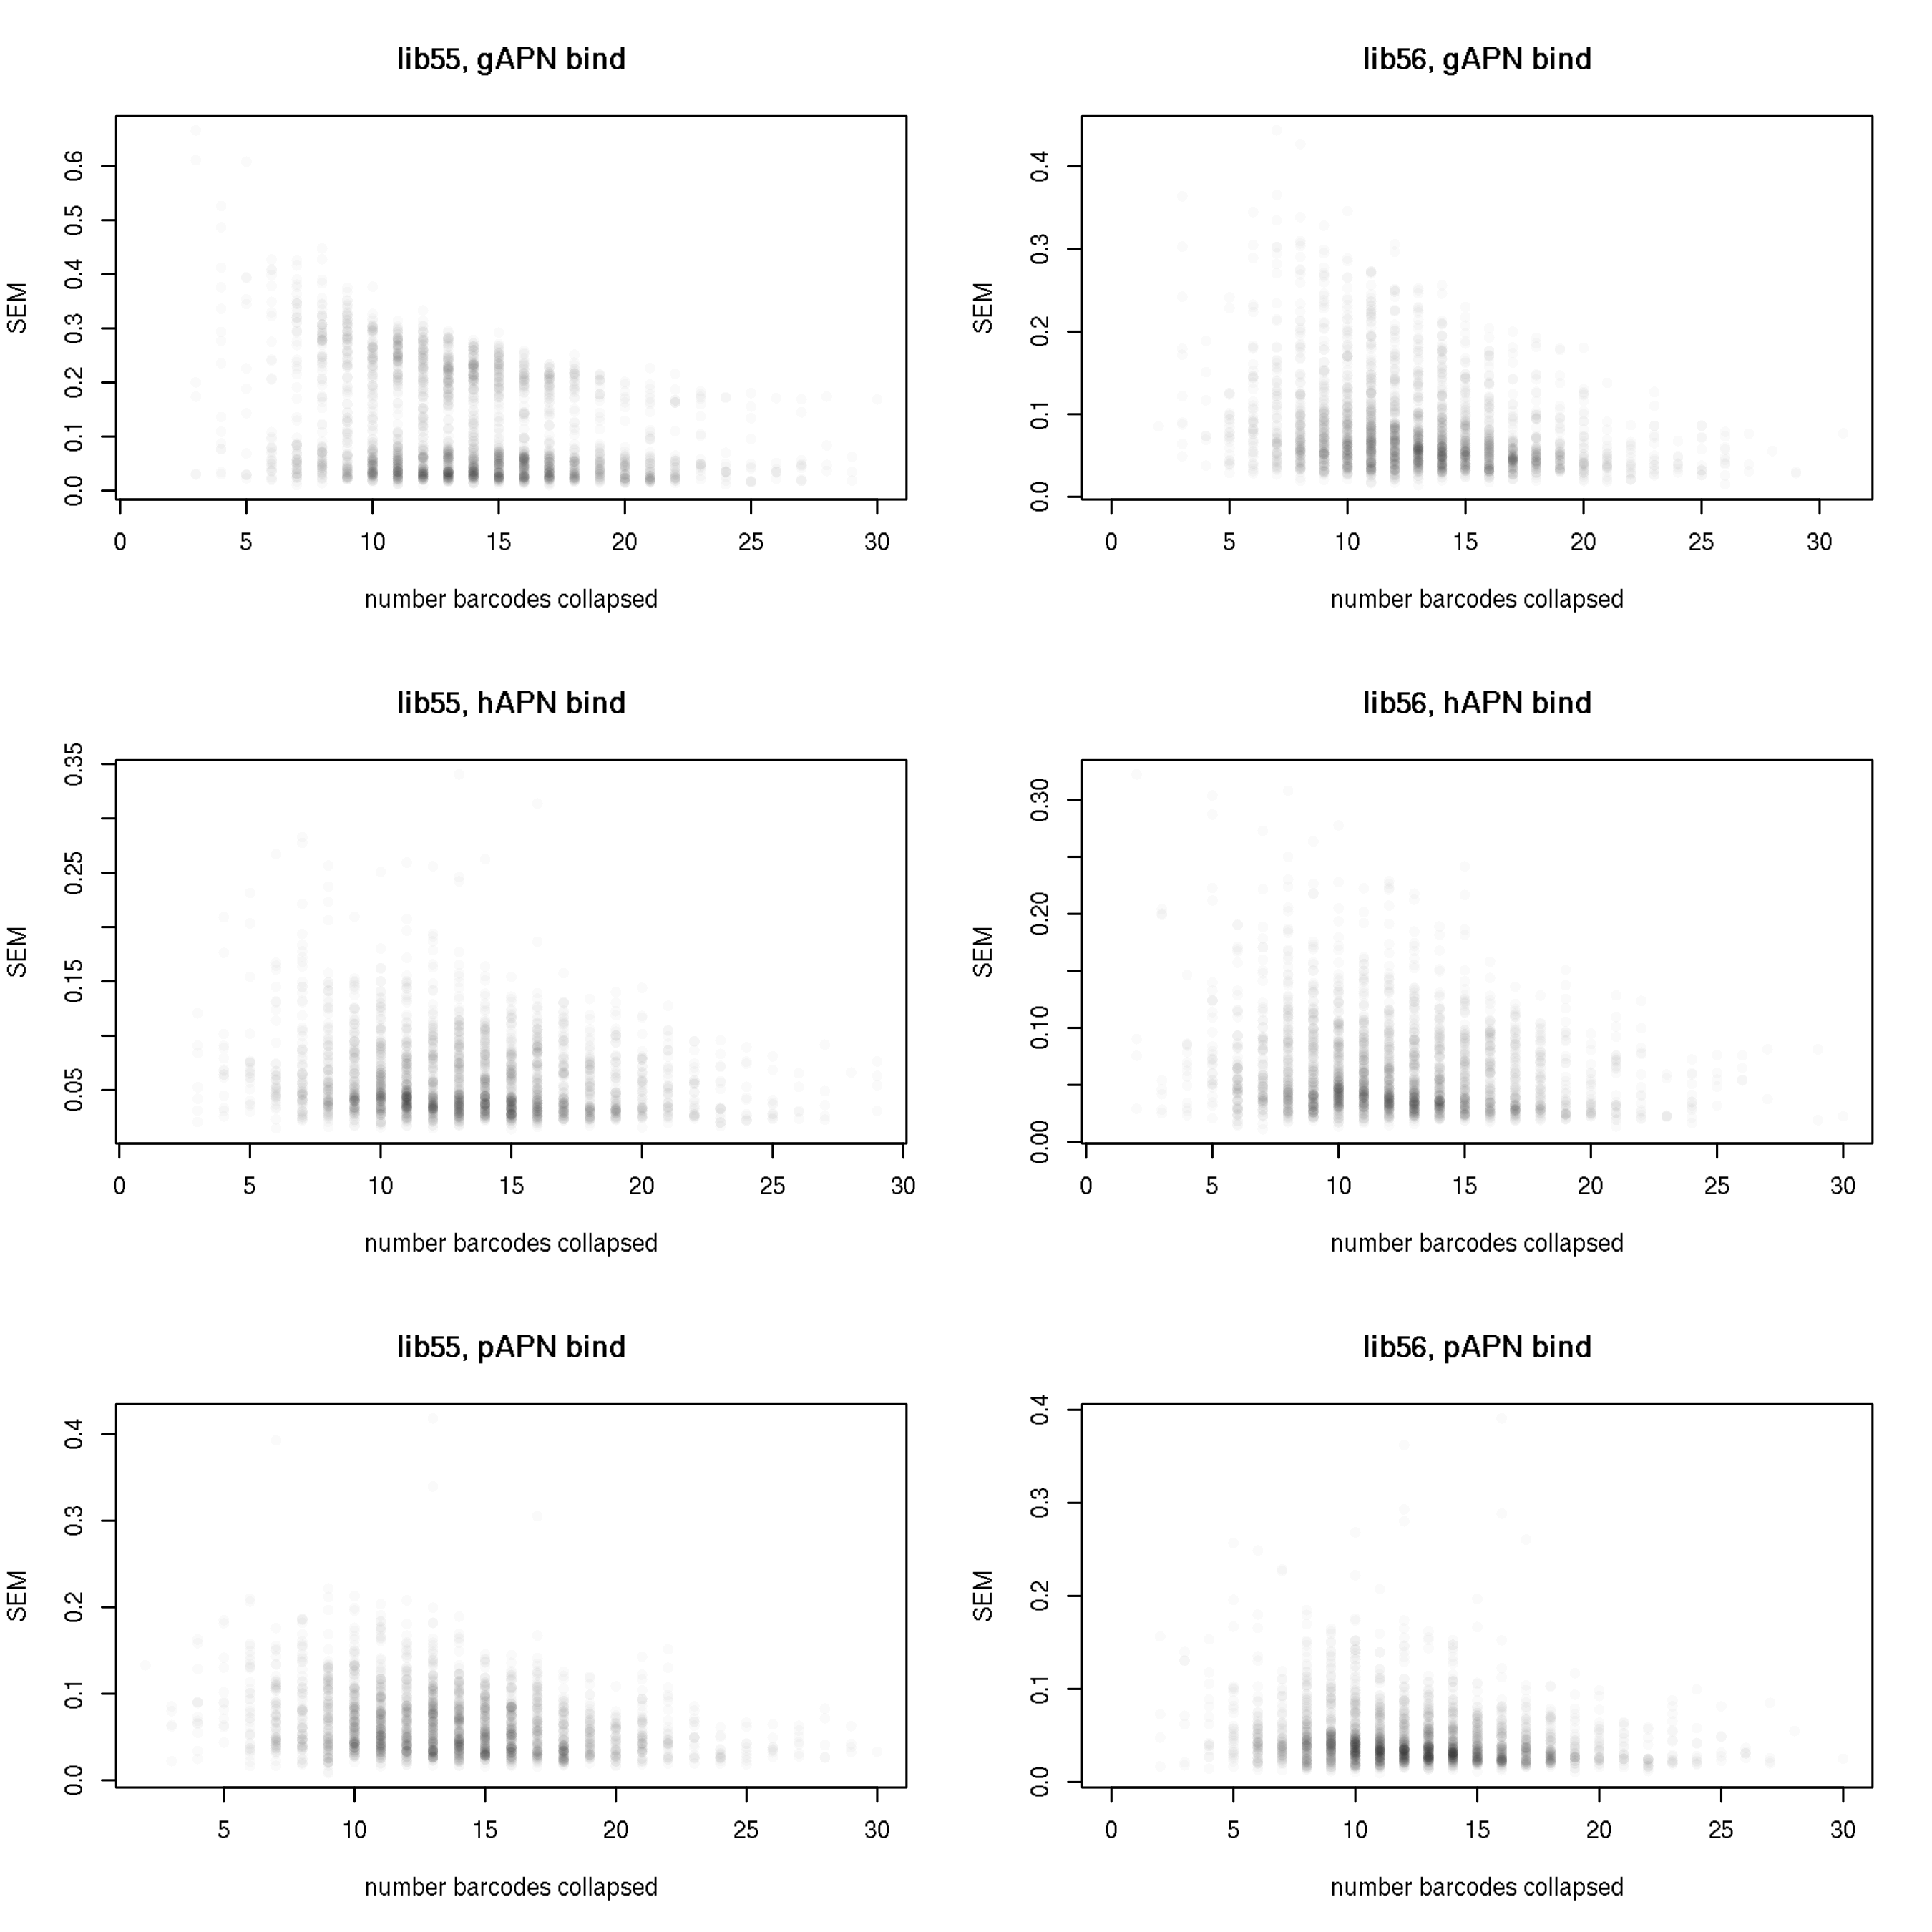 lib55, gAPN bind
SEM
0.0 0.1 0.2 0.3 0.4 0.5 0.6
0 5 10 15 20 25 30
number barcodes collapsed
lib56, gAPN bind
SEM
0.0 0.1 0.2 0.3 0.4
0 5 10 15 20 25 30
number barcodes collapsed
lib55, hAPN bind
SEM
0.05 0.15 0.25 0.35
0 5 10 15 20 25 30
number barcodes collapsed
lib56, hAPN bind
SEM
0.00 0.10 0.20 0.30
0 5 10 15 20 25 30
number barcodes collapsed
lib55, pAPN bind
SEM
0.0 0.1 0.2 0.3 0.4
5 10 15 20 25 30
number barcodes collapsed
lib56, pAPN bind
SEM
0.0 0.1 0.2 0.3 0.4
0 5 10 15 20 25 30
number barcodes collapsed